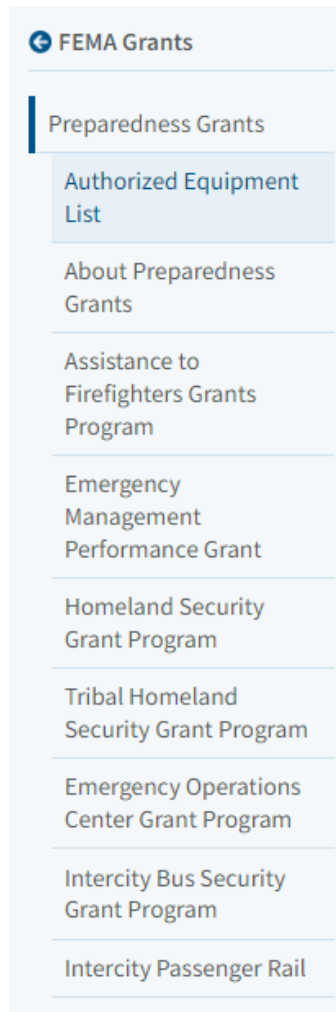 FEMA Grants
Preparedness Grants
Authorized Equipment
List
About Preparedness
Grants
Assistance to
Firefighters Grants
Program
Emergency
Management
Performance Grant
Homeland Security
Grant Program
Tribal Homeland
Security Grant Program
Emergency Operations
Center Grant Program
Intercity Bus Security
Grant Program
Intercity Passenger Rail